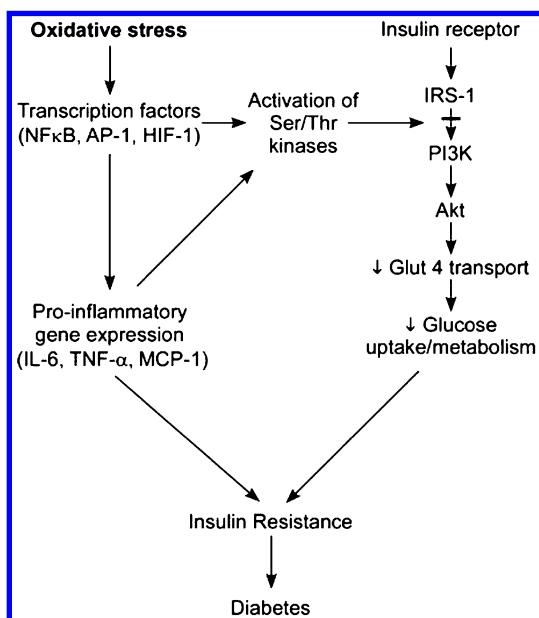 Oxidative stress
Transcription factors
(NFκB, AP-1, HIF-1)
Pro-inflammatory
gene expression
(IL-6, TNF-α, MCP-1)
Activation of
Ser/Thr
kinases
Insulin receptor
IRS-1
PI3K
Akt
↓ Glut 4 transport
↓ Glucose
uptake/metabolism
Insulin Resistance
Diabetes